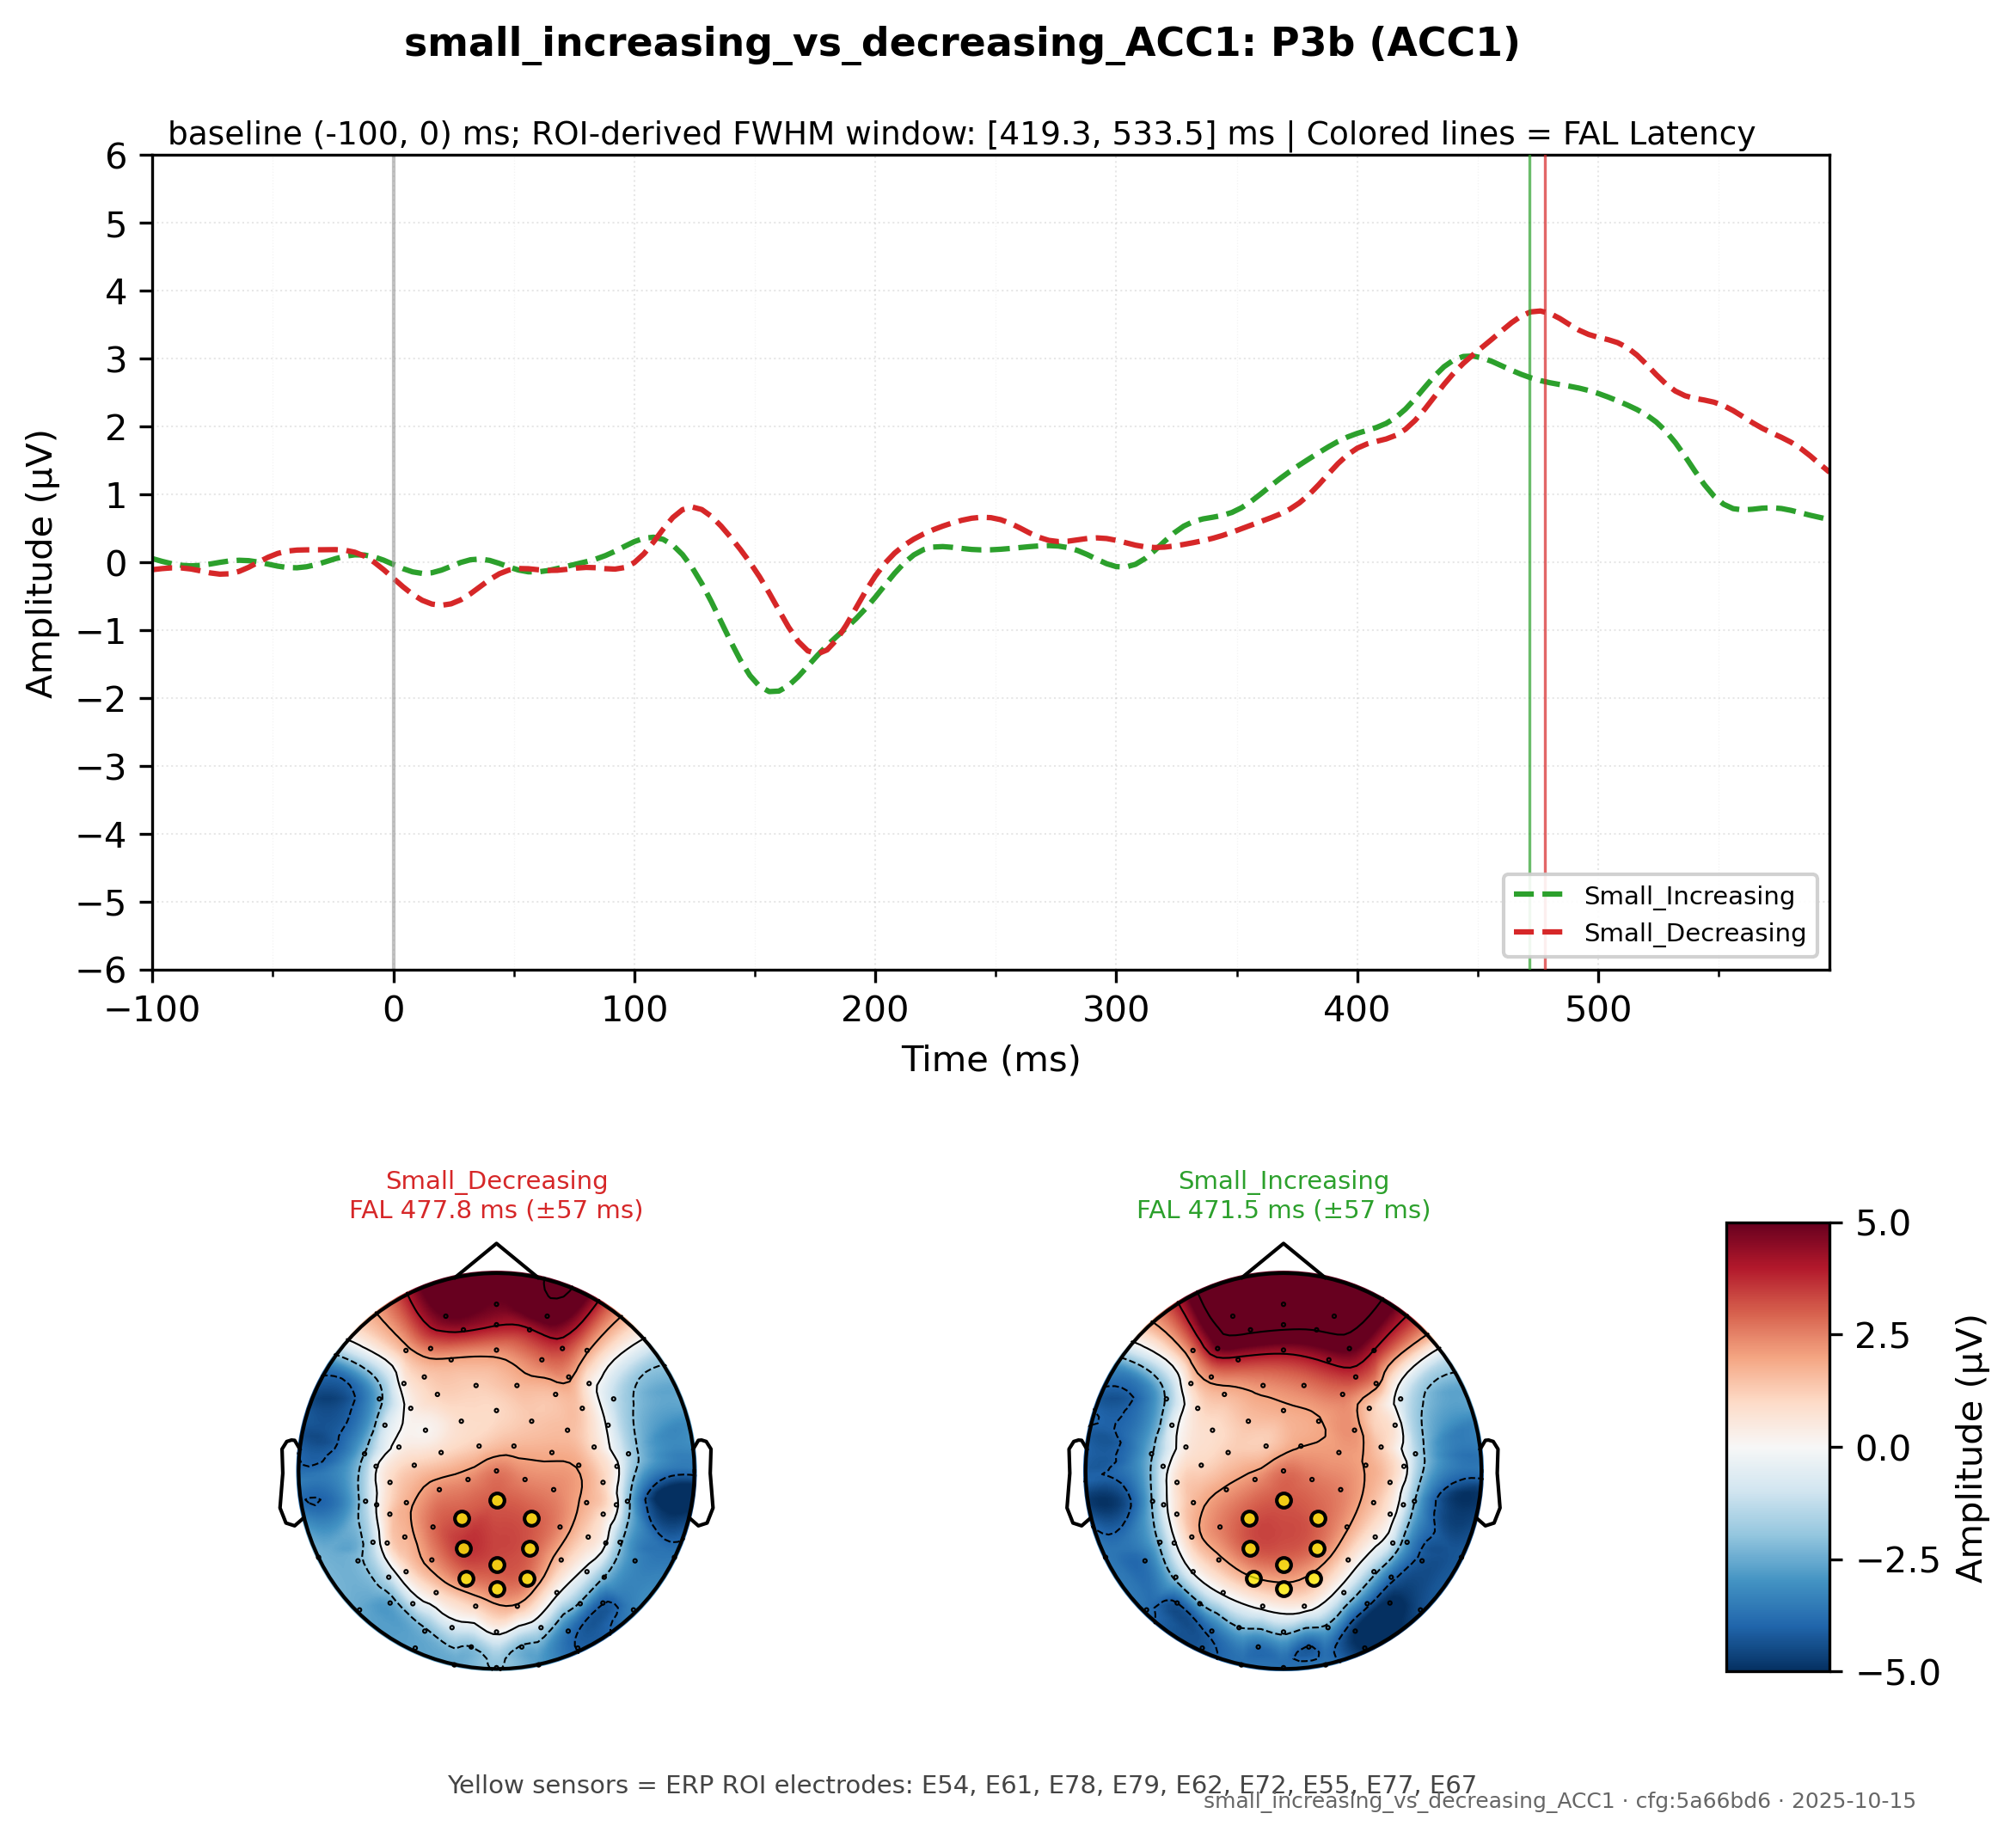 small_increasing_vs_decreasing_ACC1: P3b (ACC1)
baseline (-100, 0) ms; ROI-derived FWHM window: [419.3, 533.5] ms | Colored lines = FAL Latency
6
5
4
3
2
1
0
−1
−2
−3
−4
−5
−6
Amplitude (µV)
Small_Increasing
Small_Decreasing
−100 0 100 200 300 400 500
Time (ms)
Small_Decreasing
FAL 477.8 ms (±57 ms)
Small_Increasing
FAL 471.5 ms (±57 ms)
5.0
2.5
0.0
−2.5
−5.0
Amplitude (µV)
Yellow sensors = ERP ROI electrodes: E54, E61, E78, E79, E62, E72, E55, E77, E67
small_increasing_vs_decreasing_ACC1 · cfg:5a66bd6 · 2025-10-15